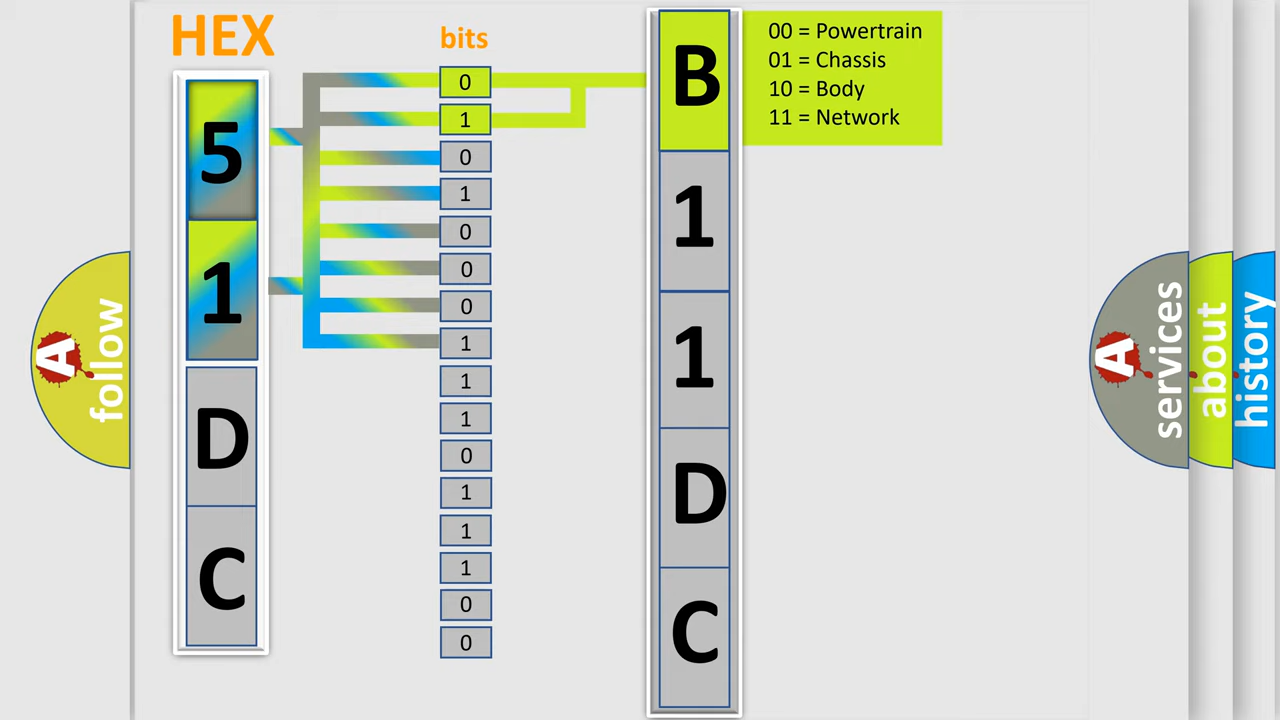 HEX
bits
5
1
D
C
0
1
0
1
0
0
0
1
1
1
0
1
1
1
0
0
B
1
1
D
C
00 = Powertrain
01 = Chassis
10 = Body
11 = Network
A
follow
A
services
about
history